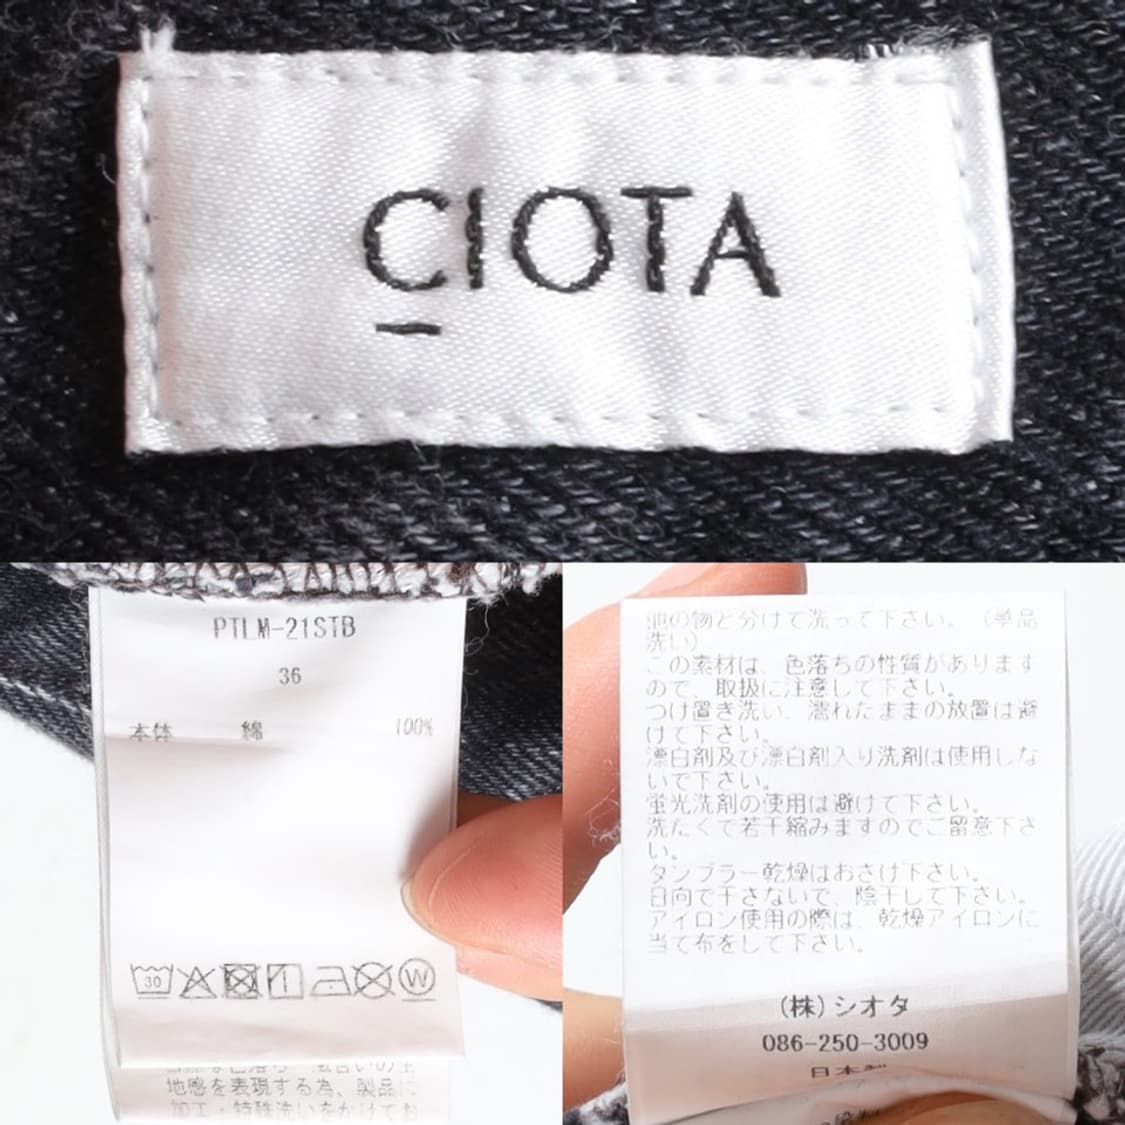 CIOTA
PTLM-21STB
36
本体 綿 100%
30
W
地感を表現する為、製品に
加工・特殊洗いをかけてお
他の物と分けて洗って下さい。（単品
洗い）
この素材は、色落ちの性質があります
ので、取扱に注意して下さい。
つけ置き洗い、濡れたままの放置は避
けて下さい。
漂白剤及び漂白剤入り洗剤は使用しな
いで下さい。
蛍光洗剤の使用は避けて下さい。
洗たくで若干縮みますのでご留意下さ
い。
タンブラー乾燥はおさけ下さい。
日向で干さないで、陰干して下さい。
アイロン使用の際は、乾燥アイロンに
当て布をして下さい。
(株)シオタ
086-250-3009
日本製